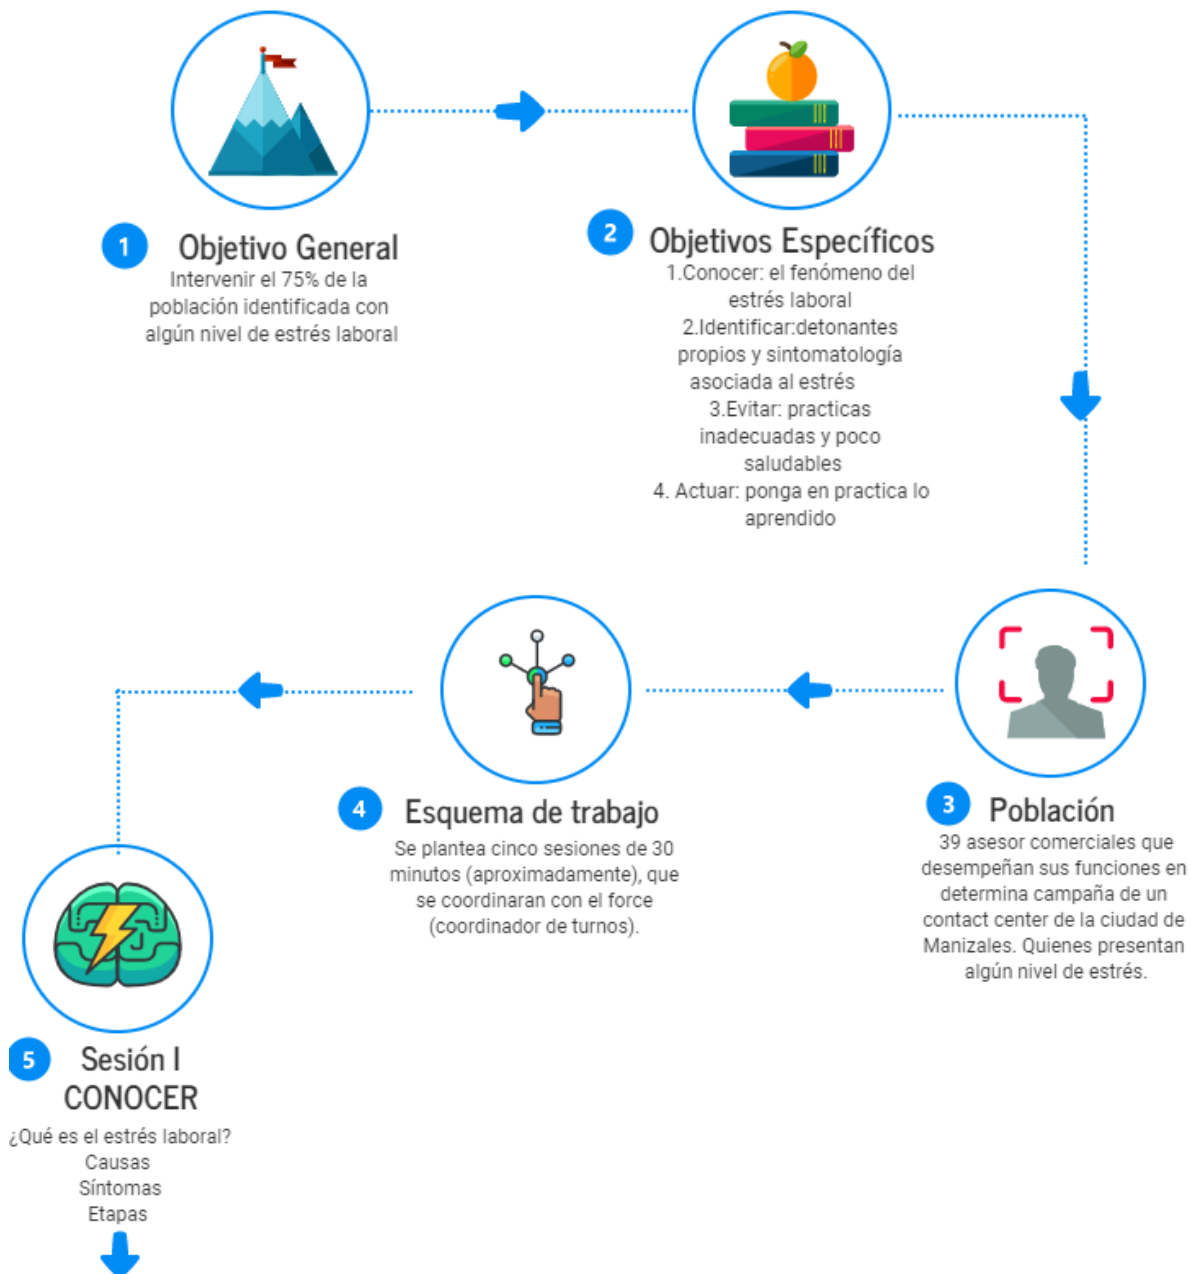 1
Objetivo General
Intervenir el 75% de la
población identificada con
algún nivel de estrés laboral
2
Objetivos Específicos
1.Conocer: el fenómeno del
estrés laboral
2.Identificar:detonantes
propios y sintomatología
asociada al estrés
3.Evitar: practicas
inadecuadas y poco
saludables
4. Actuar: ponga en practica lo
aprendido
3
Población
39 asesor comerciales que
desempeñan sus funciones en
determina campaña de un
contact center de la ciudad de
Manizales. Quienes presentan
algún nivel de estrés.
4
Esquema de trabajo
Se plantea cinco sesiones de 30
minutos (aproximadamente), que
se coordinaran con el force
(coordinador de turnos).
5
Sesión I
CONOCER
¿Qué es el estrés laboral?
Causas
Síntomas
Etapas